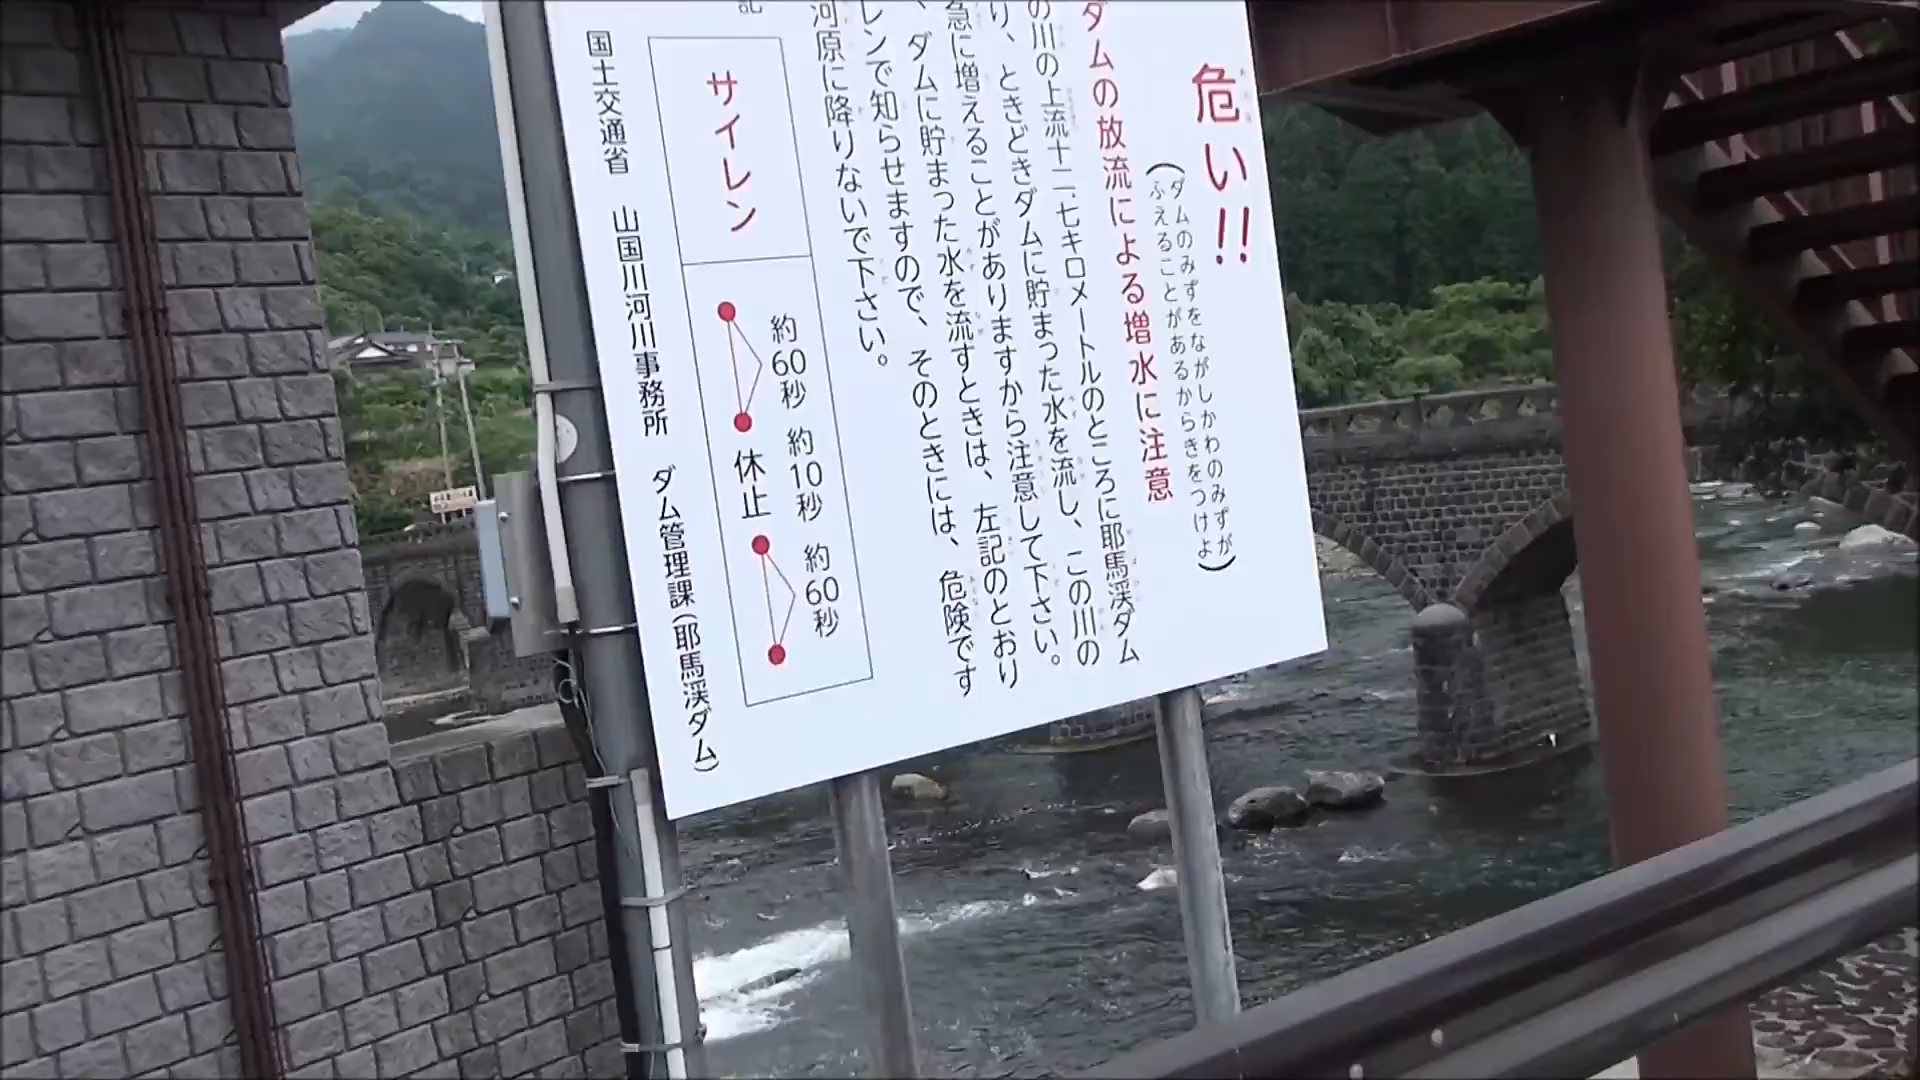 危い!!
(ダムのみずをながしかわのみずが
ふえることがあるからきをつけよ)
ダムの放流による増水に注意
の川の上流十二.七キロメートルのところに耶馬渓ダム
り、ときどきダムに貯まった水を流し、この川の
急に増えることがありますから注意して下さい。
、ダムに貯まった水を流すときは、左記のとおり
レンで知らせますので、そのときには、危険です
河原に降りないで下さい。
記
サイレン
約60秒 約10秒 約60秒
休止
国土交通省 山国川河川事務所 ダム管理課(耶馬渓ダム)